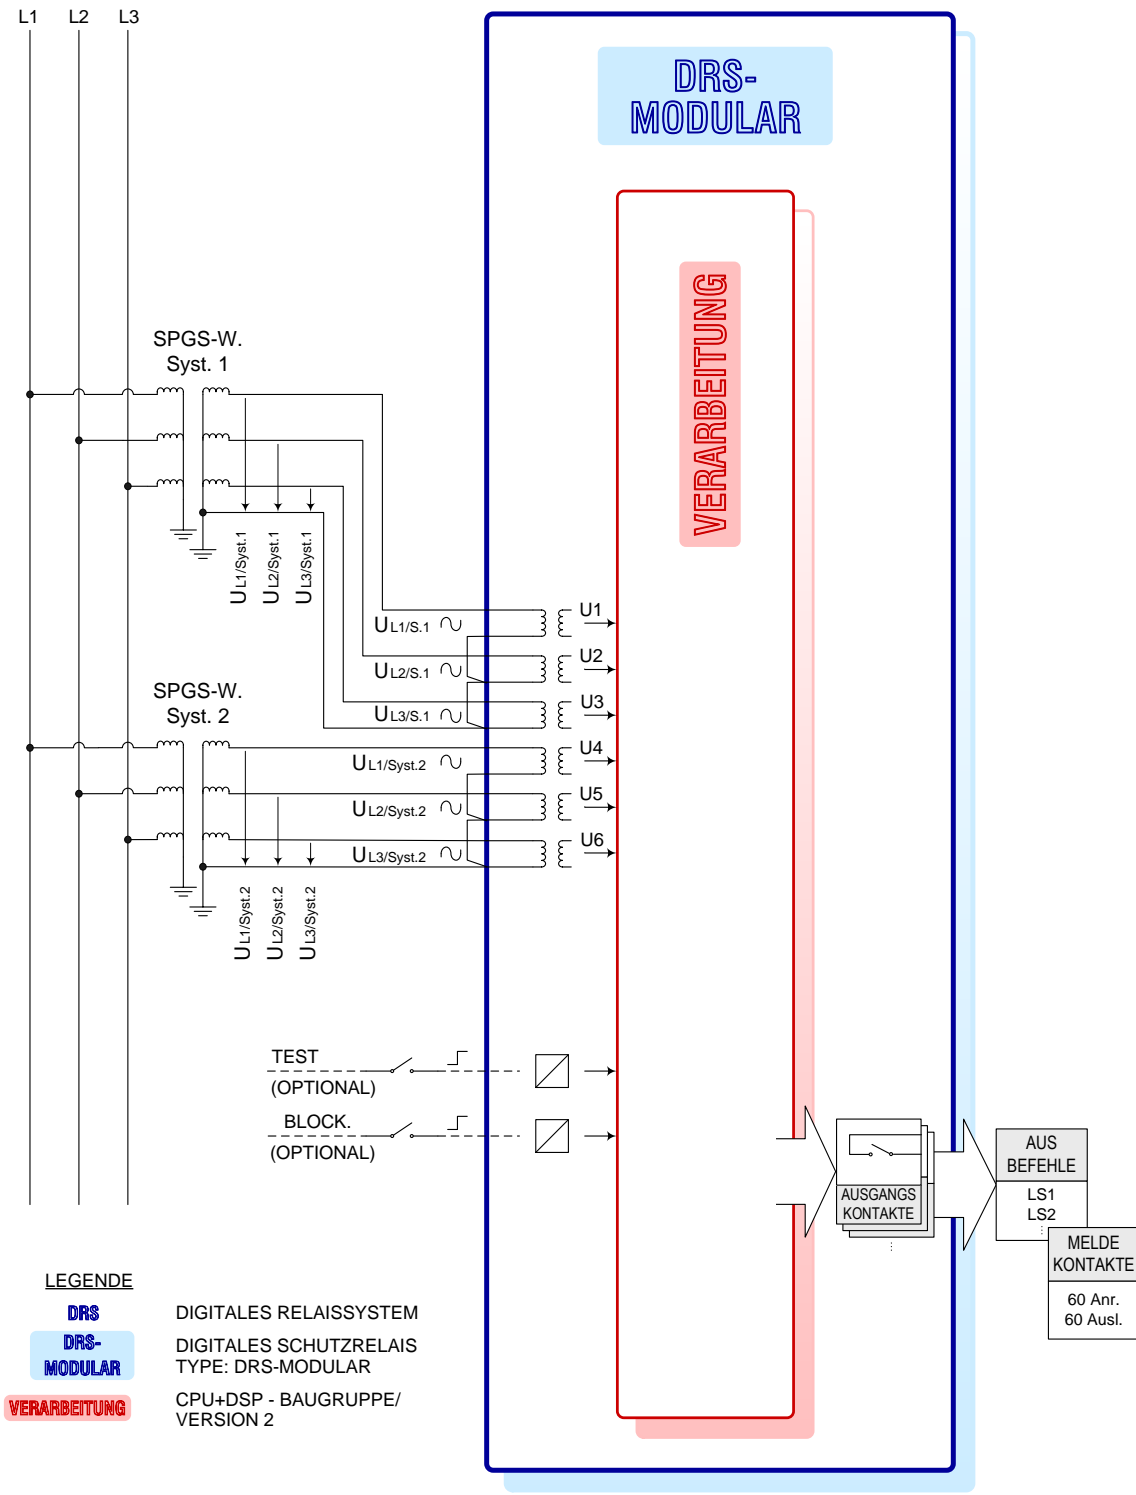 L1 L2 L3
DRS-
MODULAR
VERARBEITUNG
SPGS-W.
Syst. 1
UL1/Syst.1
UL2/Syst.1
UL3/Syst.1
UL1/S.1
U1
UL2/S.1
U2
UL3/S.1
U3
SPGS-W.
Syst. 2
UL1/Syst.2
U4
UL2/Syst.2
U5
UL3/Syst.2
U6
UL1/Syst.2
UL2/Syst.2
UL3/Syst.2
TEST
(OPTIONAL)
BLOCK.
(OPTIONAL)
AUSGANGS
KONTAKTE
AUS
BEFEHLE
LS1
LS2
MELDE
KONTAKTE
60 Anr.
60 Ausl.
LEGENDE
DRS DIGITALES RELAISSYSTEM
DRS-
MODULAR
DIGITALES SCHUTZRELAIS
TYPE: DRS-MODULAR
VERARBEITUNG
CPU+DSP - BAUGRUPPE/
VERSION 2